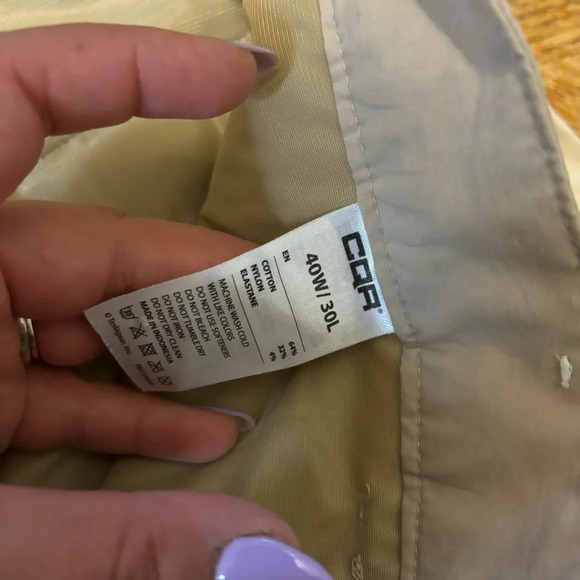 CQR®
40W/30L
EN
COTTON 64%
NYLON 32%
ELASTANE 4%
MACHINE WASH COLD
WITH LIKE COLORS
DO NOT USE SOFTENERS
DO NOT BLEACH
DO NOT TUMBLE DRY
DO NOT IRON
DO NOT DRY CLEAN
MADE IN INDONESIA